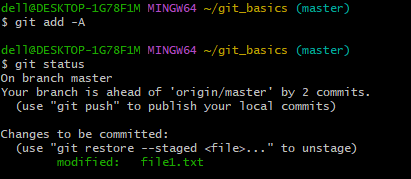 dell@DESKTOP-1G78F1M MINGW64 ~/git_basics (master)
$ git add -A
dell@DESKTOP-1G78F1M MINGW64 ~/git_basics (master)
$ git status
On branch master
Your branch is ahead of 'origin/master' by 2 commits.
  (use "git push" to publish your local commits)
Changes to be committed:
  (use "git restore --staged <file>..." to unstage)
        modified:   file1.txt